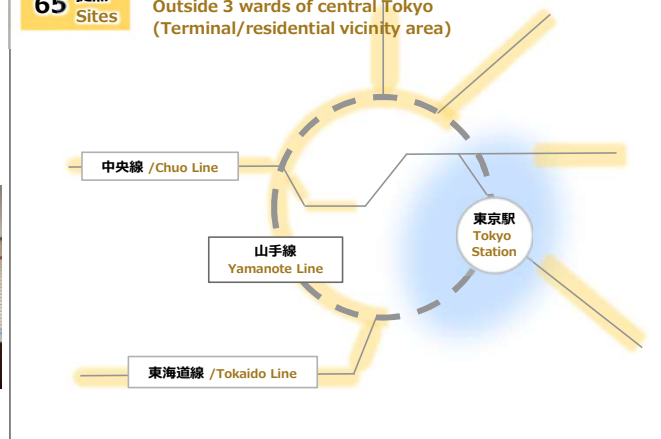 65
Sites
Outside 3 wards of central Tokyo
(Terminal/residential vicinity area)
中央線 /Chuo Line
東京駅
Tokyo
Station
山手線
Yamanote Line
東海道線 /Tokaido Line